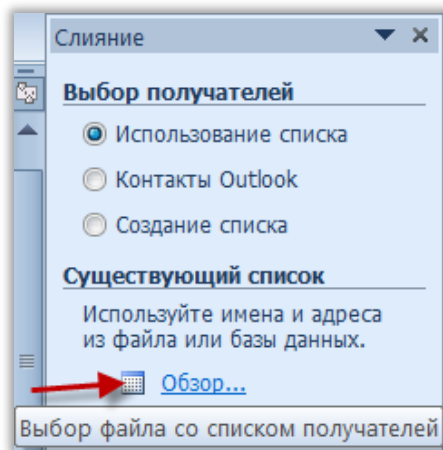 Слияние
Выбор получателей
Использование списка
Контакты Outlook
Создание списка
Существующий список
Используйте имена и адреса
из файла или базы данных.
Обзор...
Выбор файла со списком получателей